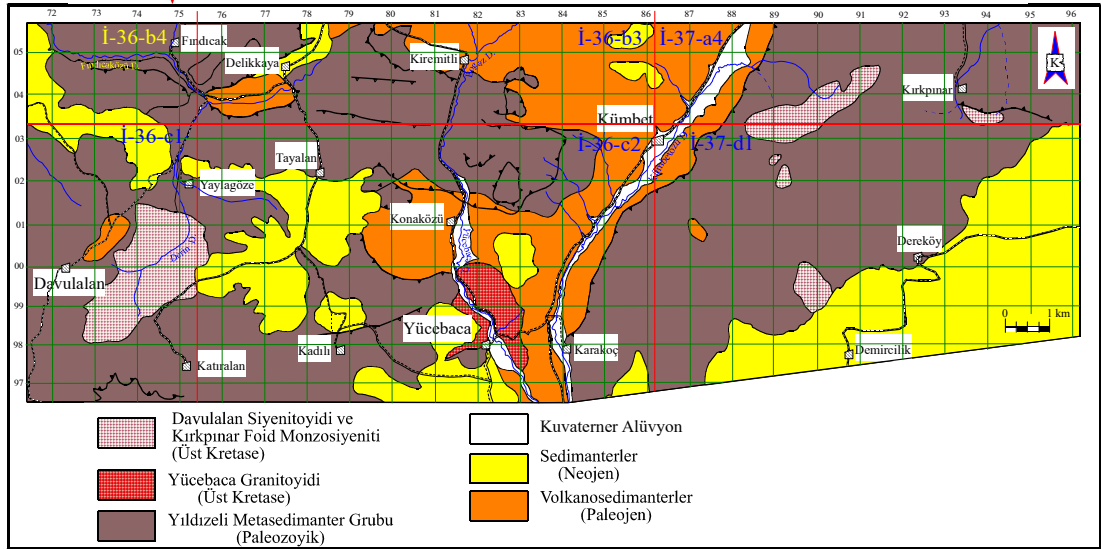 72 73 74 75 76 77 78 79 80 81 82 83 84 85 86 87 88 89 90 91 92 93 94 95 96
İ-36-b4 Fındıcak İ-36-b3 İ-37-a4
05
Delikkaya Kiremitli K
04 Kırkpınar
Kümbet
03 İ-36-c1 İ-36-c2 İ-37-d1
Tayalan
02 Yaylagöze
01 Konaközü
Dereköy
00 Davulalan
99 0 1 km
Yücebaca
98 Kadılı Karakoç Demircilik
Katıralan
97
Davulalan Siyenitoyidi ve
Kırkpınar Foid Monzosiyeniti
(Üst Kretase)
Yücebaca Granitoyidi
(Üst Kretase)
Yıldızeli Metasedimanter Grubu
(Paleozoyik)
Kuvaterner Alüvyon
Sedimanterler
(Neojen)
Volkanosedimanterler
(Paleojen)